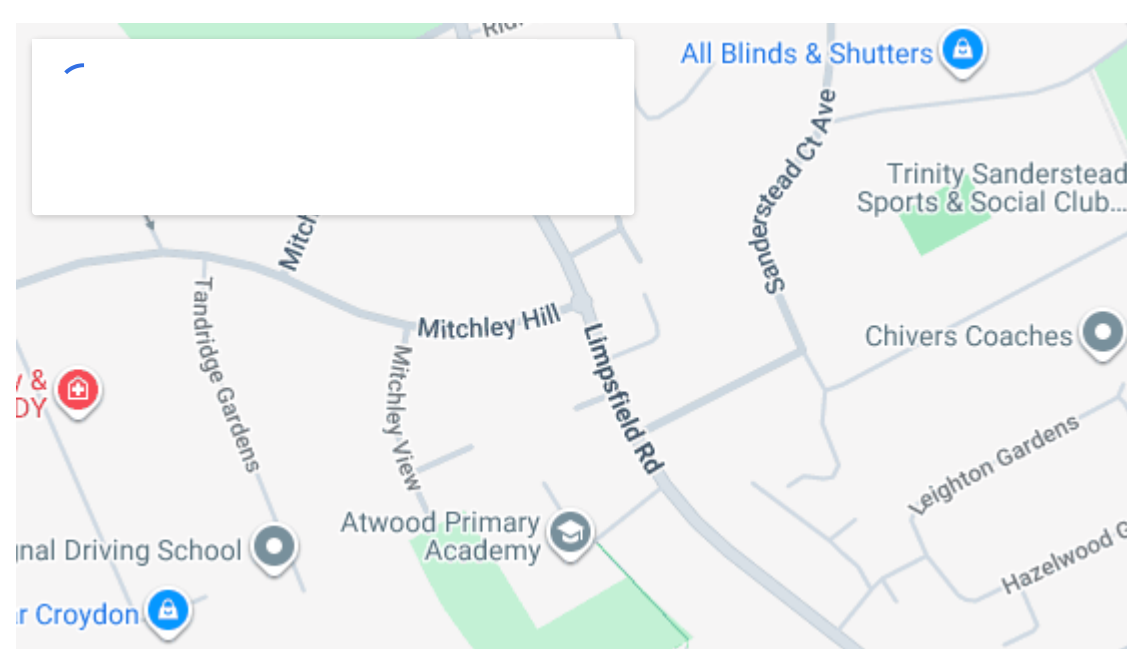 All Blinds & Shutters
Sanderstead Ct Ave
Trinity Sanderstead
Sports & Social Club...
Tandridge Gardens
Mitchley Hill
Mitchley View
Limpsfield Rd
Chivers Coaches
&
DY
Leighton Gardens
Atwood Primary
Academy
Driving School
Hazelwood
Croydon